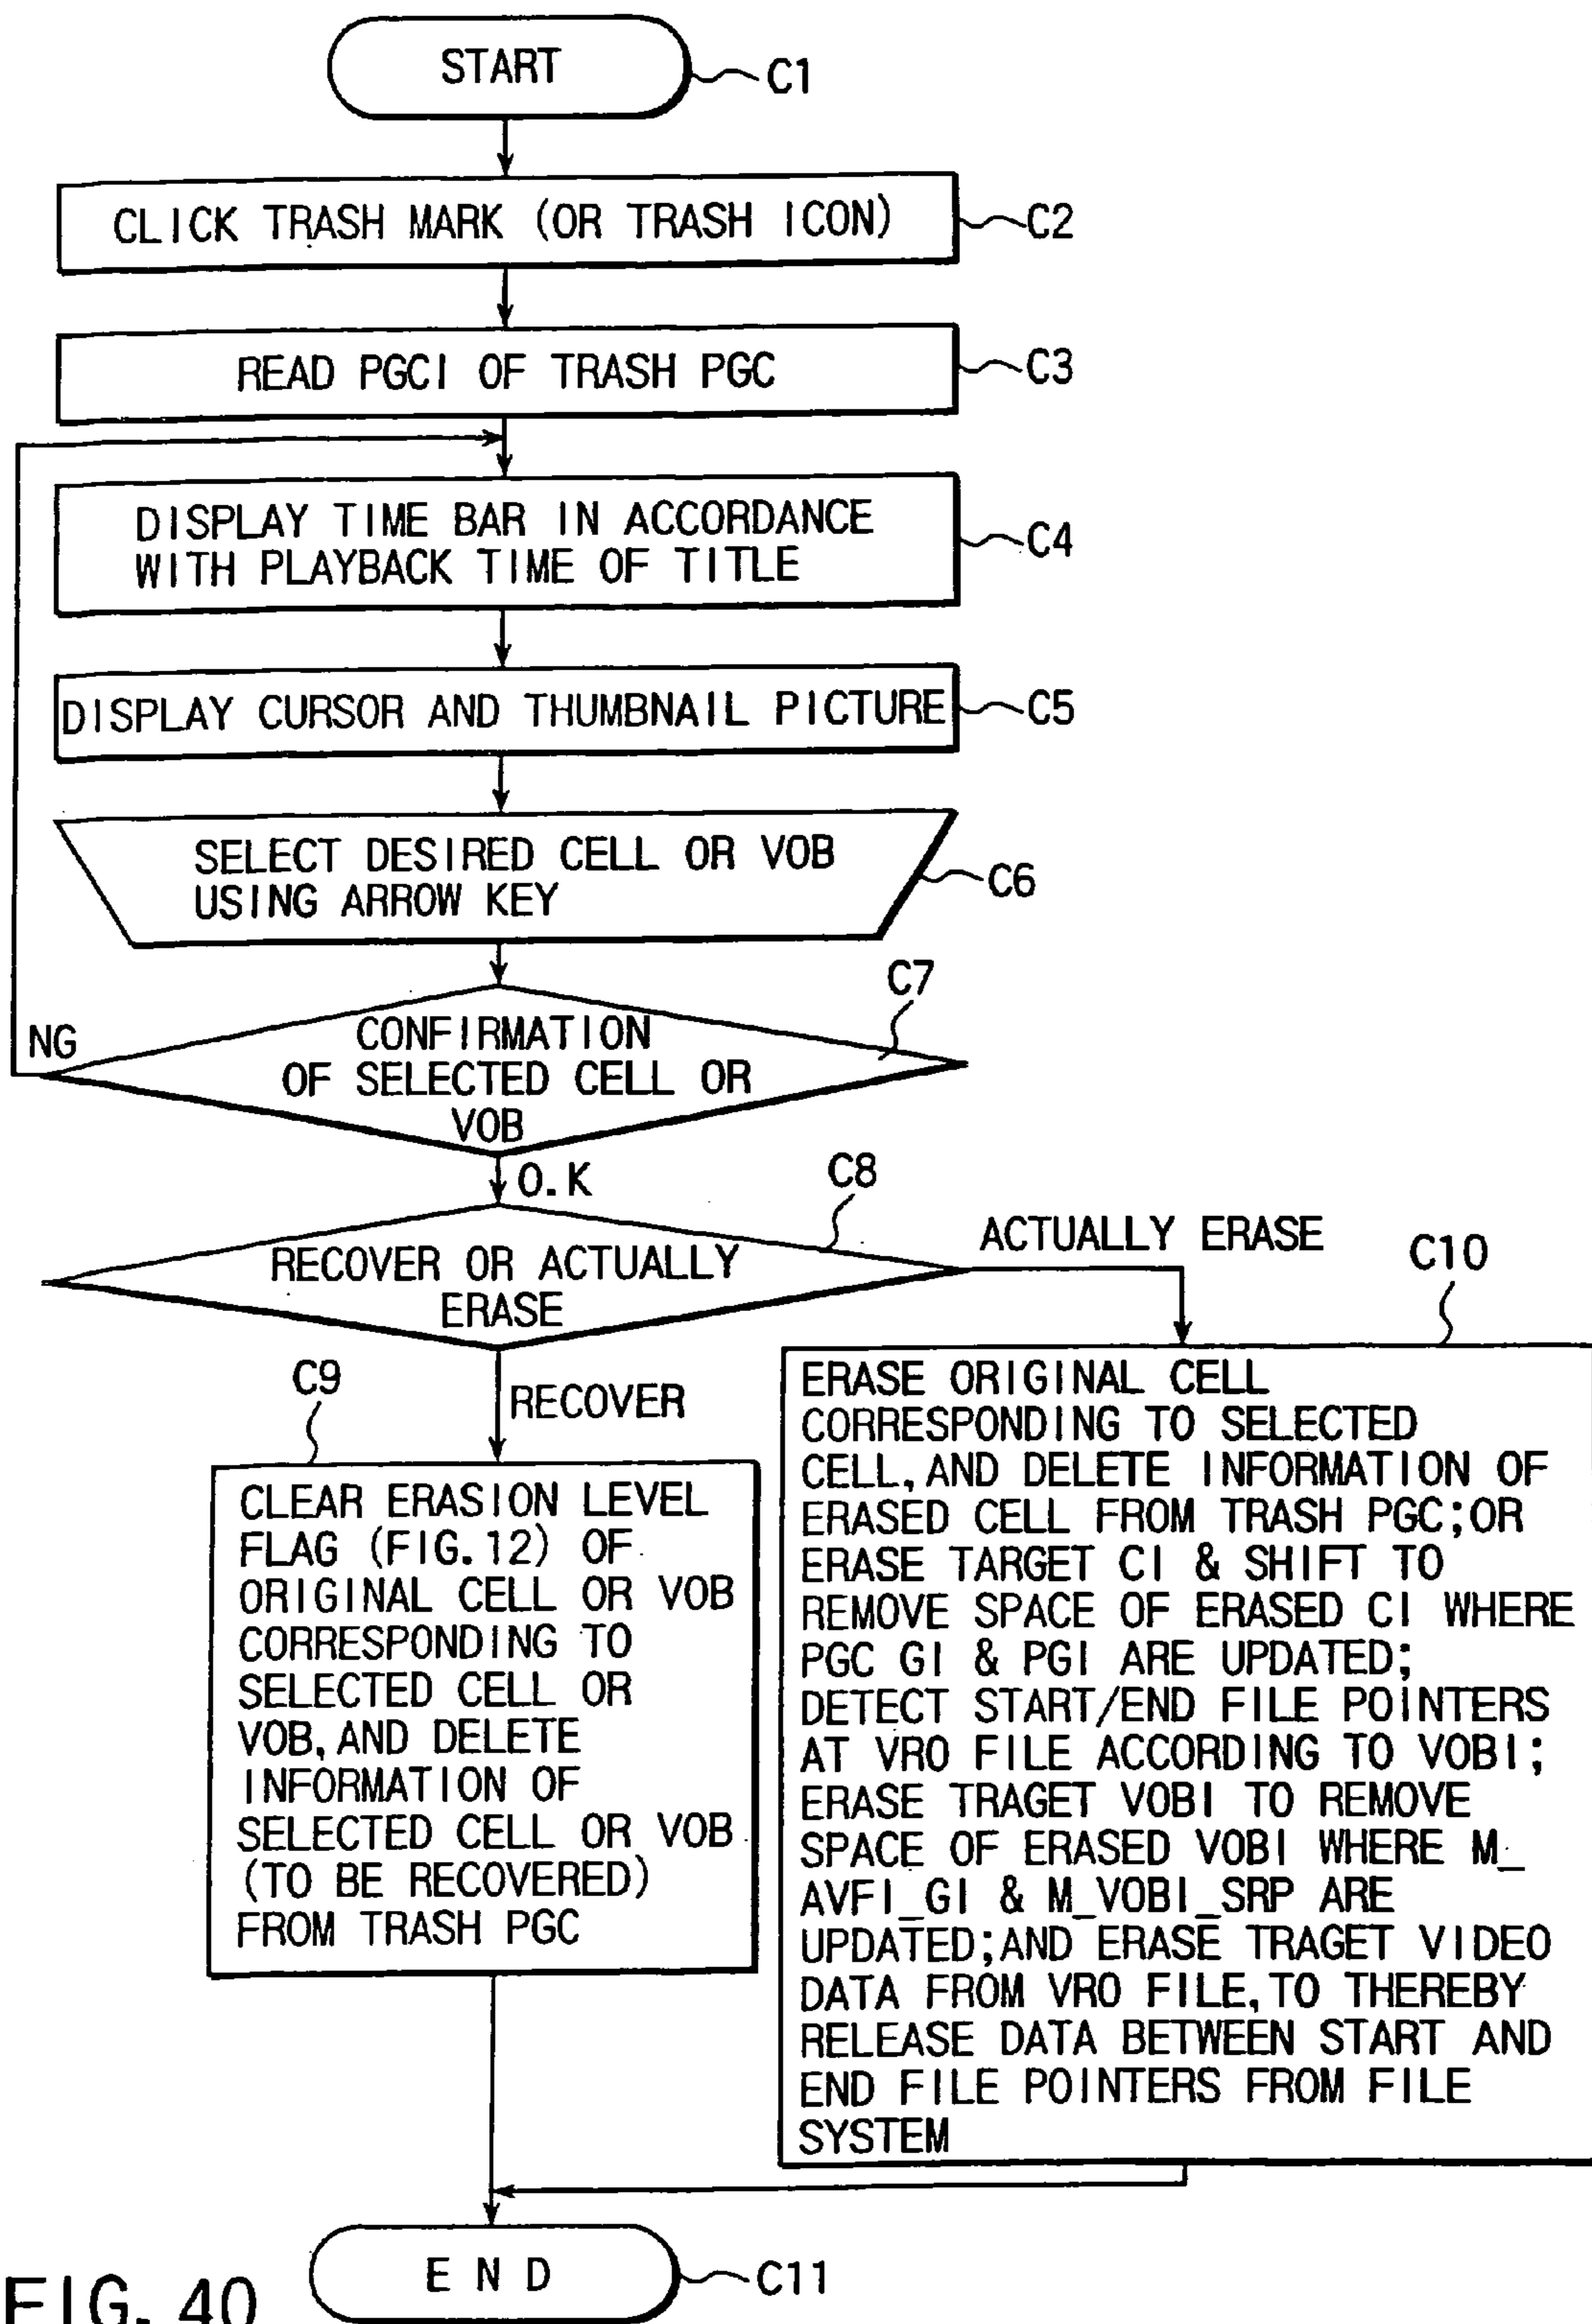 START
C1
CLICK TRASH MARK (OR TRASH ICON)
C2
READ PGCI OF TRASH PGC
C3
DISPLAY TIME BAR IN ACCORDANCE
WITH PLAYBACK TIME OF TITLE
C4
DISPLAY CURSOR AND THUMBNAIL PICTURE
C5
SELECT DESIRED CELL OR VOB
USING ARROW KEY
C6
C7
NG
CONFIRMATION
OF SELECTED CELL OR
VOB
O.K
C8
RECOVER OR ACTUALLY
ERASE
ACTUALLY ERASE
C10
C9
RECOVER
CLEAR ERASION LEVEL
FLAG (FIG.12) OF
ORIGINAL CELL OR VOB
CORRESPONDING TO
SELECTED CELL OR
VOB, AND DELETE
INFORMATION OF
SELECTED CELL OR VOB
(TO BE RECOVERED)
FROM TRASH PGC
ERASE ORIGINAL CELL
CORRESPONDING TO SELECTED
CELL, AND DELETE INFORMATION OF
ERASED CELL FROM TRASH PGC;OR
ERASE TARGET CI & SHIFT TO
REMOVE SPACE OF ERASED CI WHERE
PGC GI & PGI ARE UPDATED;
DETECT START/END FILE POINTERS
AT VRO FILE ACCORDING TO VOBI;
ERASE TRAGET VOBI TO REMOVE
SPACE OF ERASED VOBI WHERE M_
AVFI_GI & M_VOBI_SRP ARE
UPDATED;AND ERASE TRAGET VIDEO
DATA FROM VRO FILE, TO THEREBY
RELEASE DATA BETWEEN START AND
END FILE POINTERS FROM FILE
SYSTEM
END
C11
FIG. 40